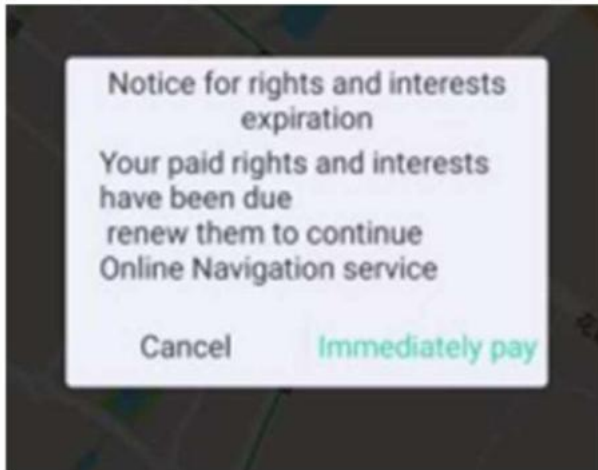 Notice for rights and interests
expiration
Your paid rights and interests
have been due
renew them to continue
Online Navigation service
Cancel
Immediately pay